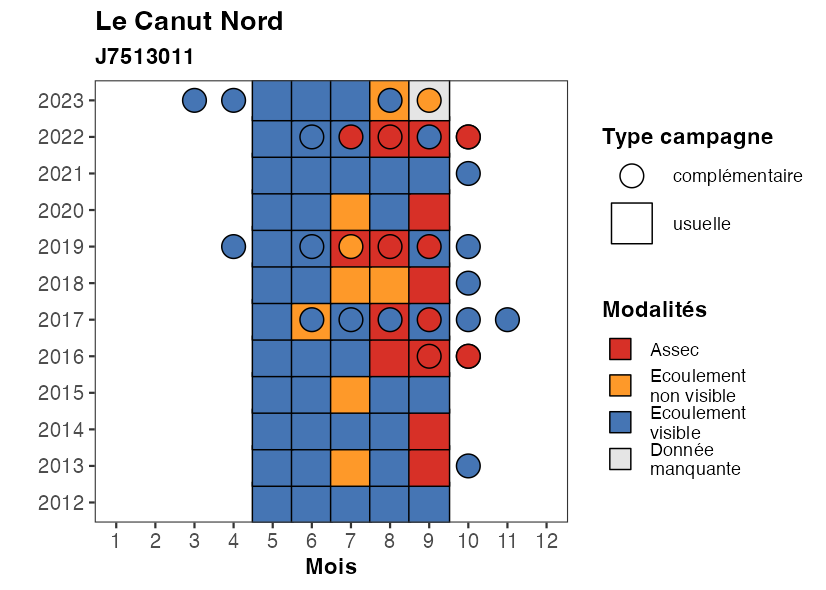 Le Canut Nord
J7513011
2023
2022
2021
2020
2019
2018
2017
2016
2015
2014
2013
2012
1 2 3 4 5 6 7 8 9 10 11 12
Mois
Type campagne
complémentaire
usuelle
Modalités
Assec
Ecoulement
non visible
Ecoulement
visible
Donnée
manquante